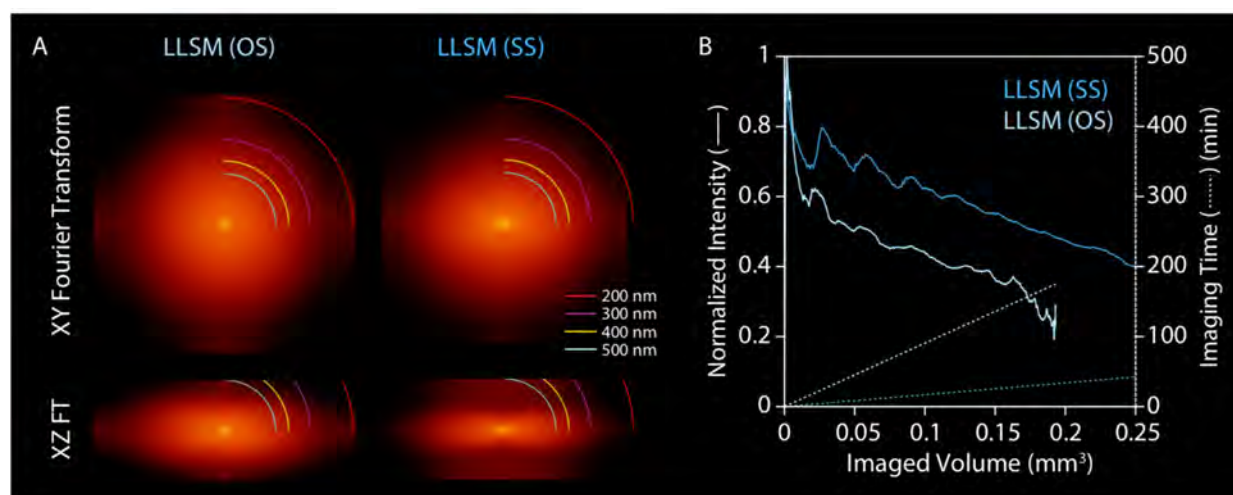 A
LLSM (OS)
LLSM (SS)
XY Fourier Transform
200 nm
300 nm
400 nm
500 nm
XZ FT
B
LLSM (SS)
LLSM (OS)
Normalized Intensity (—)
1
0.8
0.6
0.4
0.2
0
Imaging Time (.....) (min)
500
400
300
200
100
0
0
0.05
0.1
0.15
0.2
0.25
Imaged Volume (mm³)